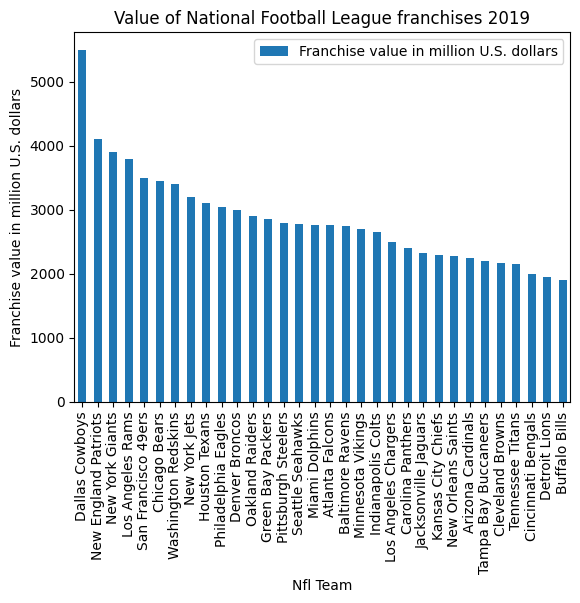 Value of National Football League franchises 2019
Franchise value in million U.S. dollars
Franchise value in million U.S. dollars
5000
4000
3000
2000
1000
0
Dallas Cowboys
New England Patriots
New York Giants
Los Angeles Rams
San Francisco 49ers
Chicago Bears
Washington Redskins
New York Jets
Houston Texans
Philadelphia Eagles
Denver Broncos
Oakland Raiders
Green Bay Packers
Pittsburgh Steelers
Seattle Seahawks
Miami Dolphins
Atlanta Falcons
Baltimore Ravens
Minnesota Vikings
Indianapolis Colts
Los Angeles Chargers
Carolina Panthers
Jacksonville Jaguars
Kansas City Chiefs
New Orleans Saints
Arizona Cardinals
Tampa Bay Buccaneers
Cleveland Browns
Tennessee Titans
Cincinnati Bengals
Detroit Lions
Buffalo Bills
Nfl Team